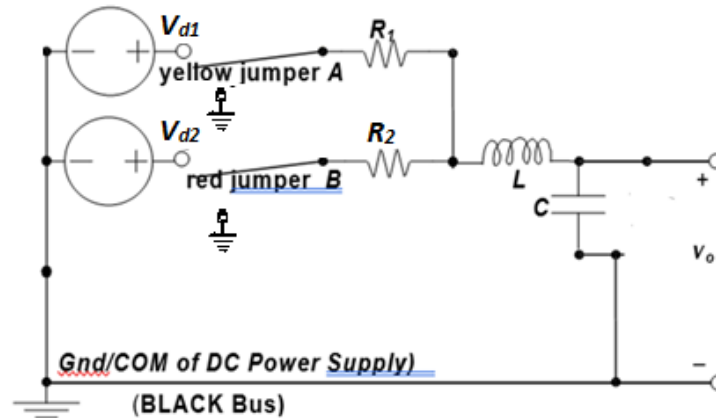 Vd1
R1
− +
yellow jumper A
Vd2
R2
− +
red jumper B
L
+
C
vo
Gnd/COM of DC Power Supply)
−
(BLACK Bus)